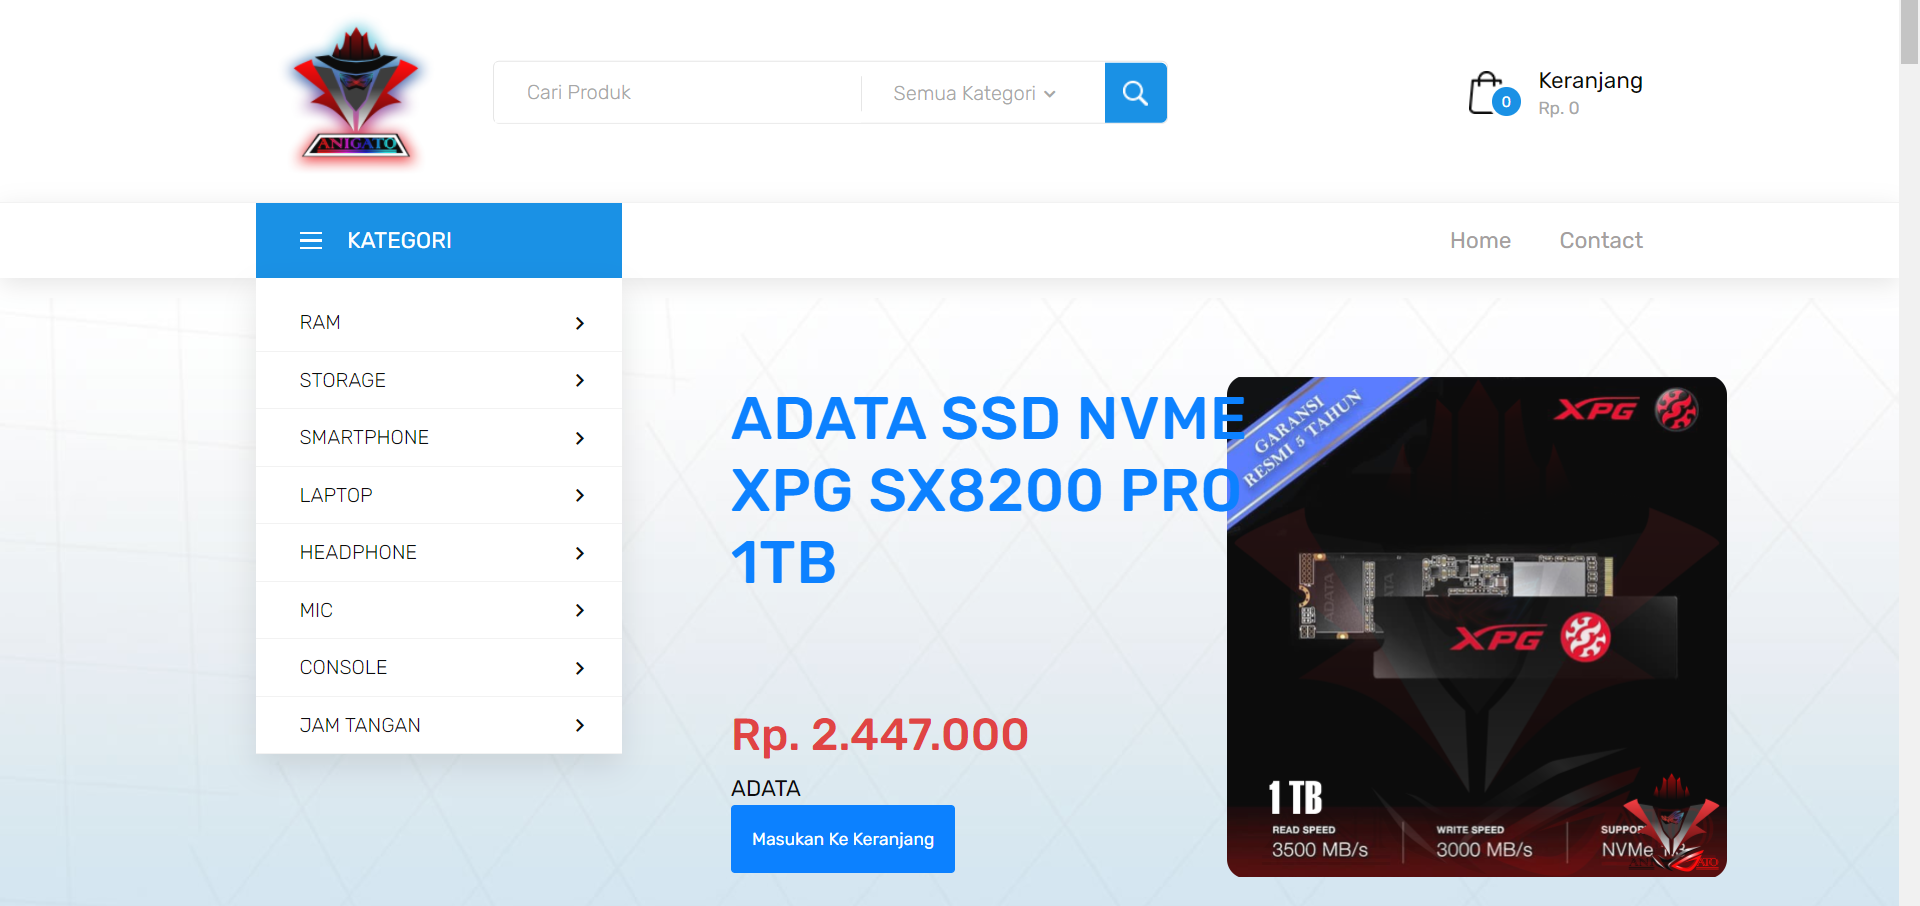 ANIGATO
Cari Produk
Semua Kategori
0
Keranjang
Rp. 0
KATEGORI
Home
Contact
RAM
STORAGE
SMARTPHONE
LAPTOP
HEADPHONE
MIC
CONSOLE
JAM TANGAN
ADATA SSD NVME
XPG SX8200 PRO
1TB
Rp. 2.447.000
ADATA
Masukan Ke Keranjang
GARANSI
RESMI 5 TAHUN
XPG
ADATA
XPG
1 TB
READ SPEED
3500 MB/s
WRITE SPEED
3000 MB/s
NVMe